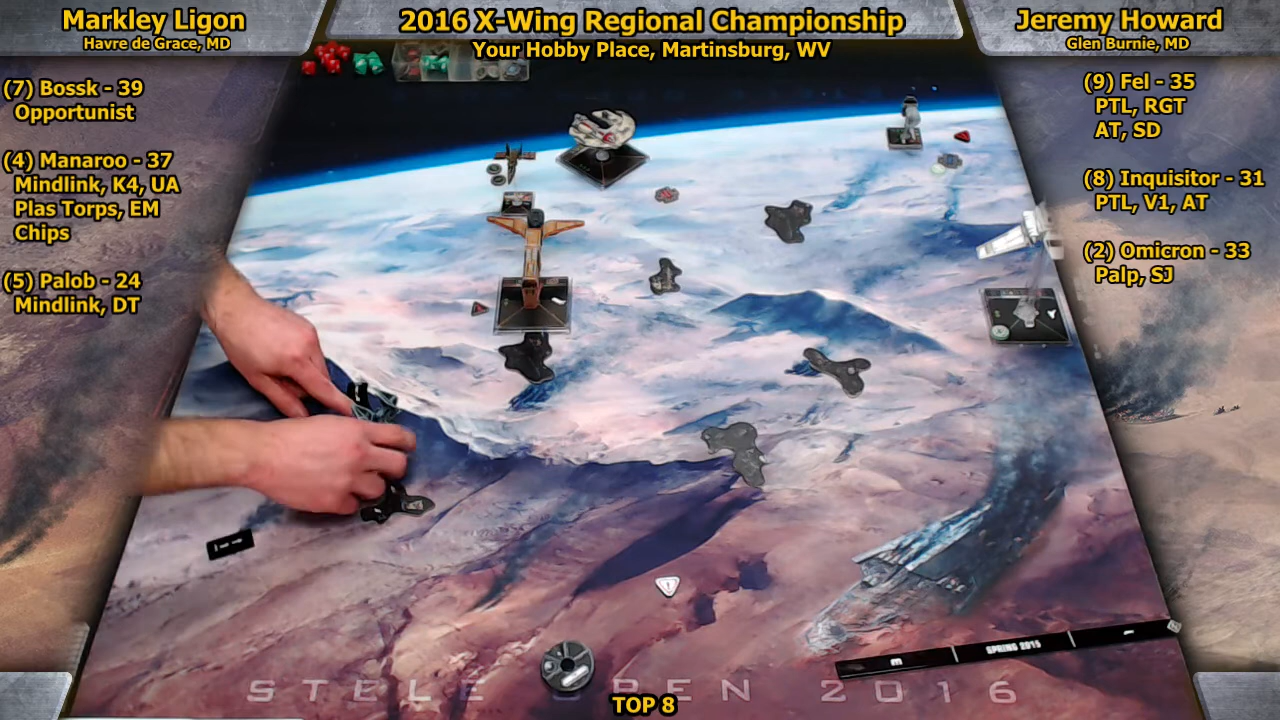 Markley Ligon
Havre de Grace, MD
2016 X-Wing Regional Championship
Your Hobby Place, Martinsburg, WV
Jeremy Howard
Glen Burnie, MD
(7) Bossk - 39
Opportunist
(4) Manaroo - 37
Mindlink, K4, UA
Plas Torps, EM
Chips
(5) Palob - 24
Mindlink, DT
(9) Fel - 35
PTL, RGT
AT, SD
(8) Inquisitor - 31
PTL, V1, AT
(2) Omicron - 33
Palp, SJ
SPRING 2015
STELE OPEN 2016
TOP 8